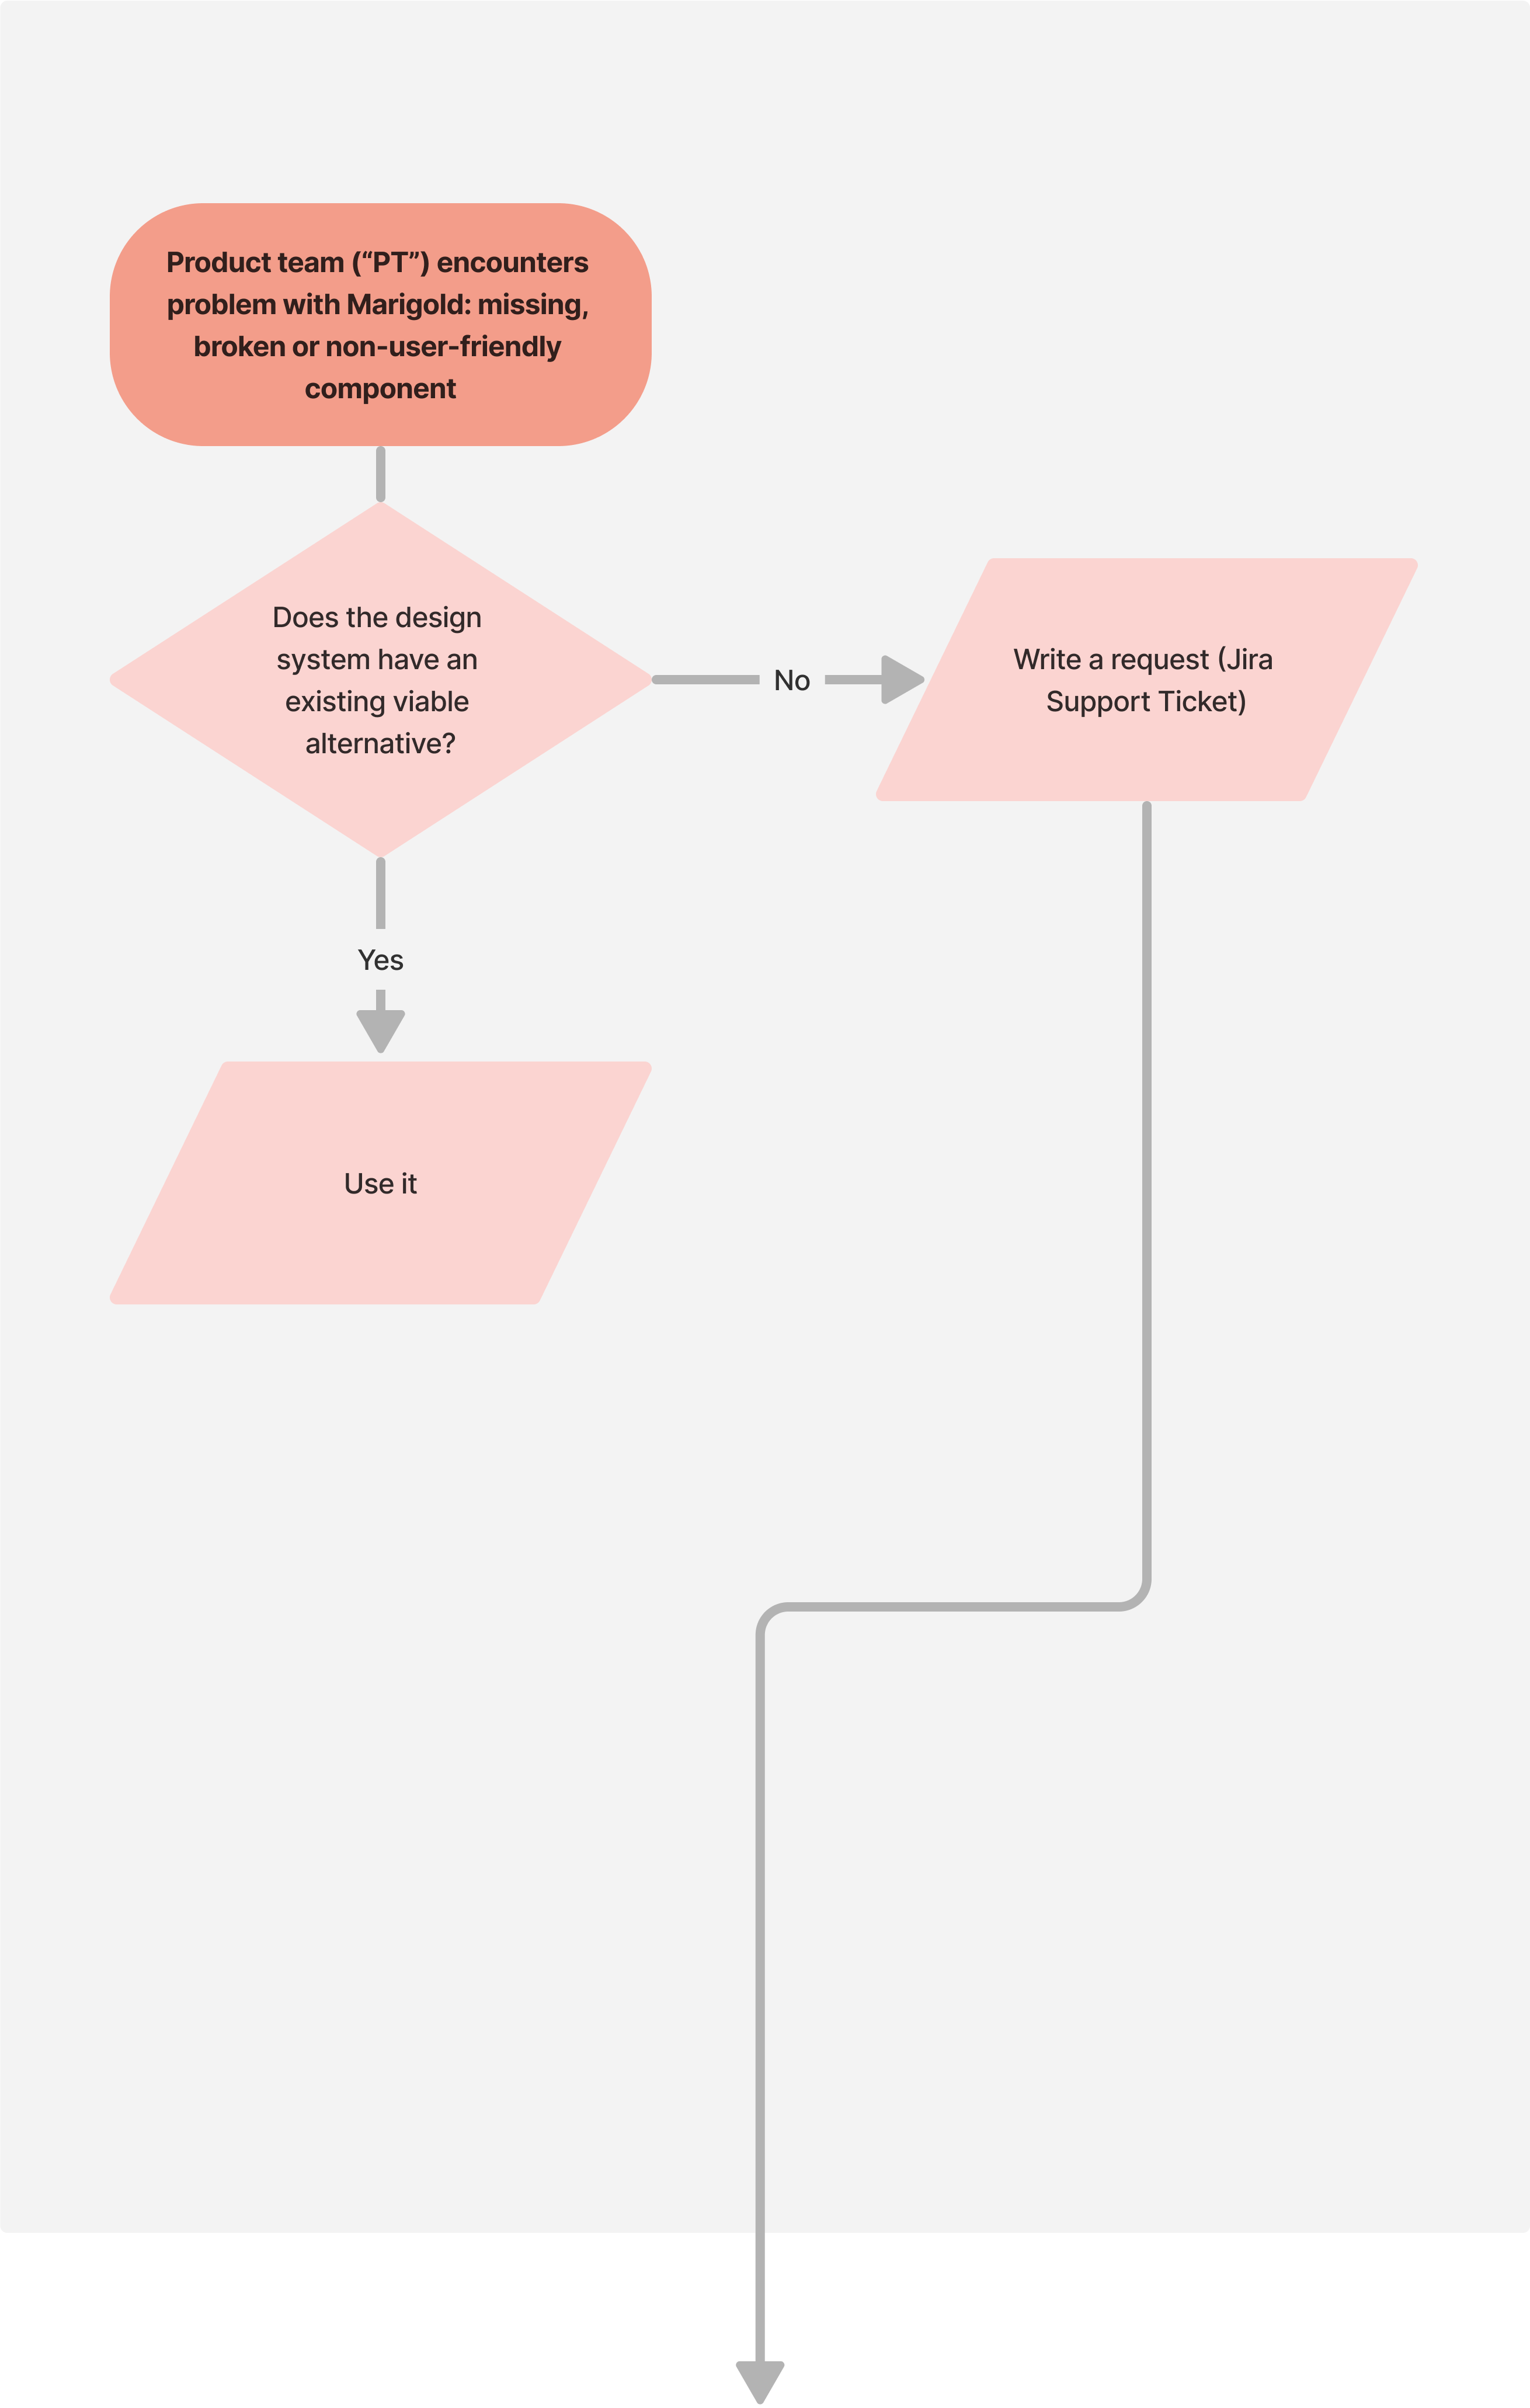 Product team (“PT”) encounters
problem with Marigold: missing,
broken or non-user-friendly
component
Does the design
system have an
existing viable
alternative?
No
Write a request (Jira
Support Ticket)
Yes
Use it